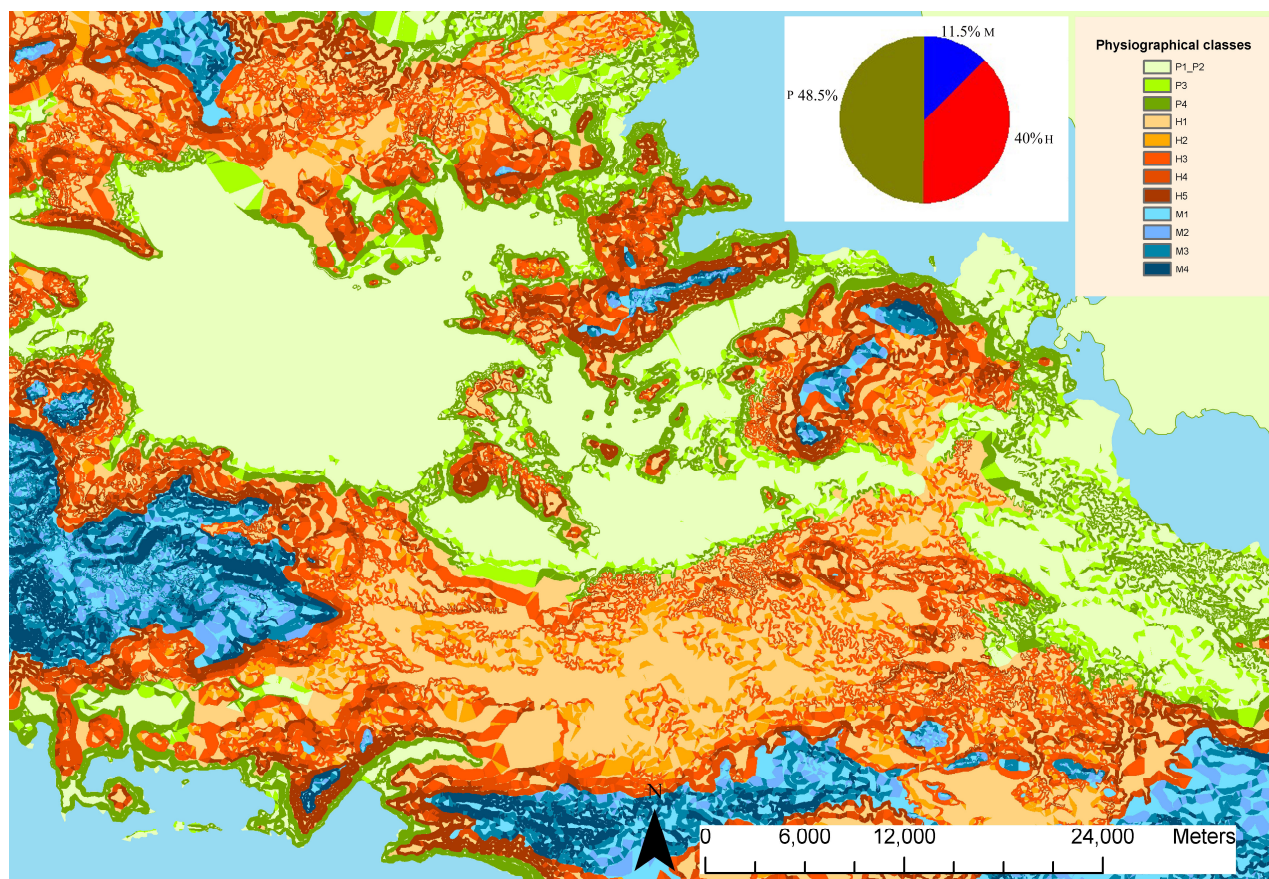 11.5% M
P 48.5%
40% H
Physiographical classes
P1_P2
P3
P4
H1
H2
H3
H4
H5
M1
M2
M3
M4
N
0 6,000 12,000 24,000 Meters